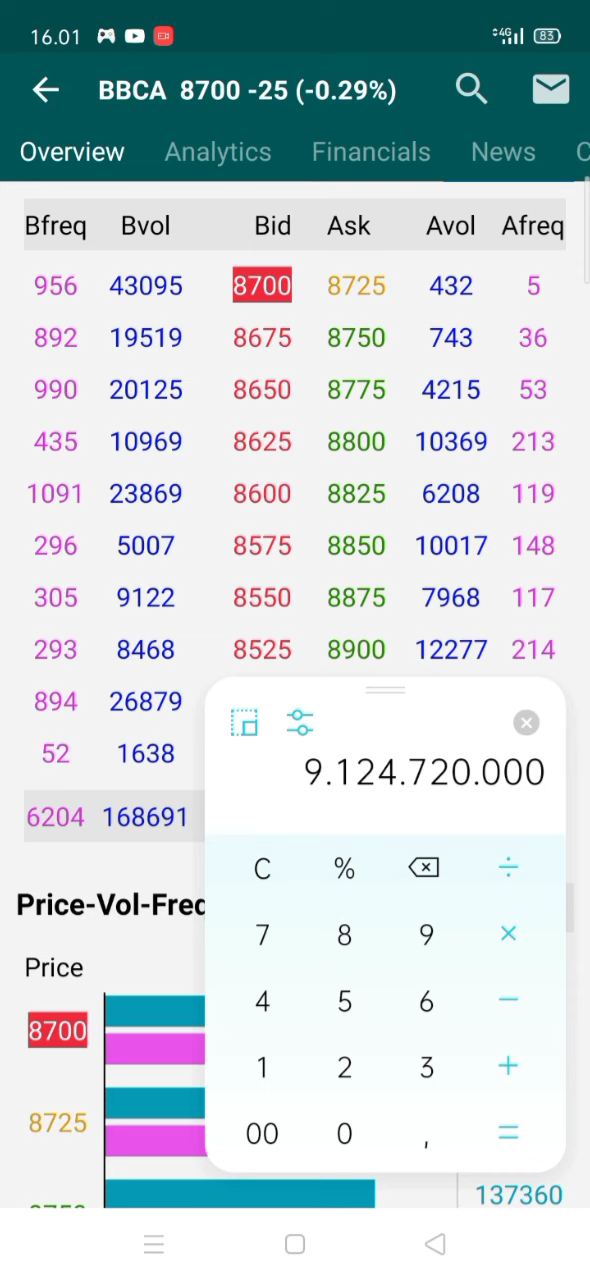 16.01 4G 83
BBCA 8700 -25 (-0.29%)
Overview Analytics Financials News C
Bfreq Bvol Bid Ask Avol Afreq
956 43095 8700 8725 432 5
892 19519 8675 8750 743 36
990 20125 8650 8775 4215 53
435 10969 8625 8800 10369 213
1091 23869 8600 8825 6208 119
296 5007 8575 8850 10017 148
305 9122 8550 8875 7968 117
293 8468 8525 8900 12277 214
894 26879
52 1638
6204 168691
9.124.720.000
C % ÷
7 8 9 ×
4 5 6 −
1 2 3 +
00 0 , =
Price-Vol-Freq
Price
8700
8725
137360